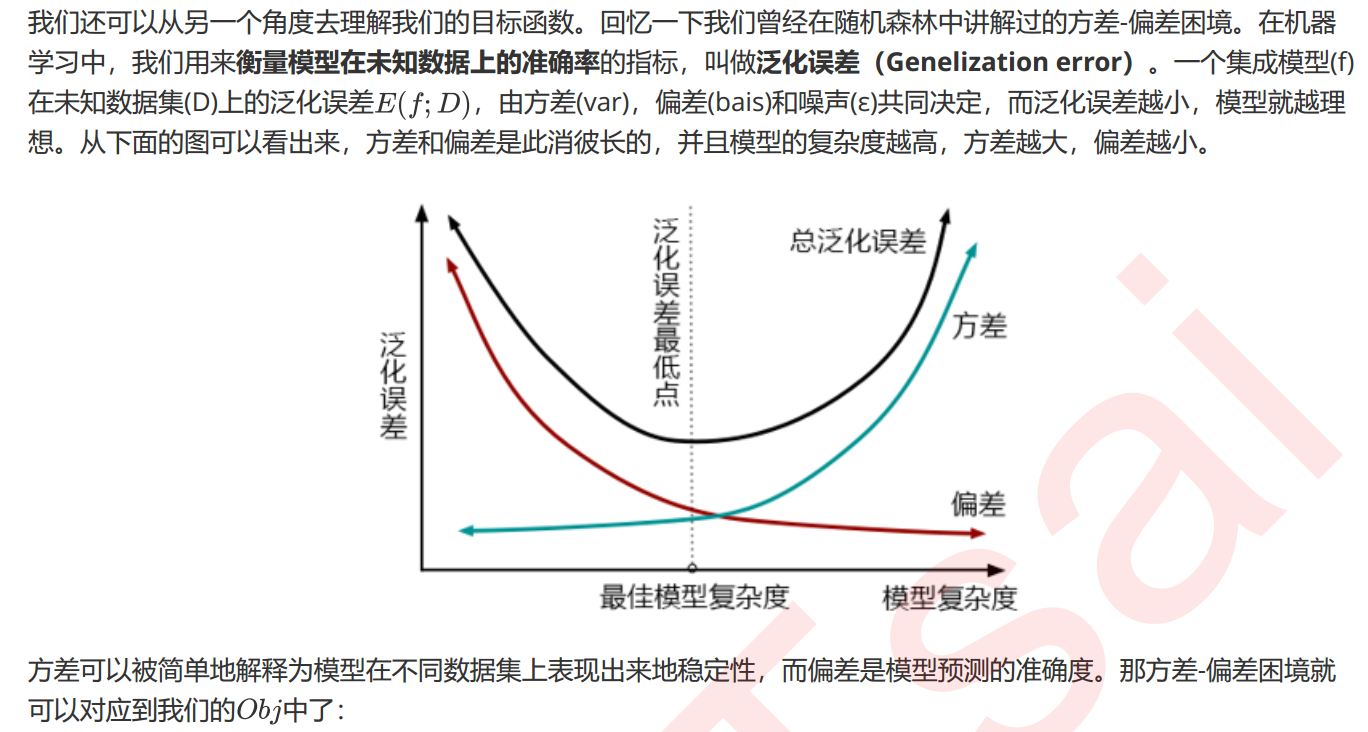 我们还可以从另一个角度去理解我们的目标函数。回忆一下我们曾经在随机森林中讲解过的方差-偏差困境。在机器
学习中，我们用来衡量模型在未知数据上的准确率的指标，叫做泛化误差（Genelization error）。一个集成模型(f)
在未知数据集(D)上的泛化误差E(f; D)，由方差(var)，偏差(bais)和噪声(ε)共同决定，而泛化误差越小，模型就越理
想。从下面的图可以看出来，方差和偏差是此消彼长的，并且模型的复杂度越高，方差越大，偏差越小。
泛化误差
泛化误差最低点
总泛化误差
方差
偏差
最佳模型复杂度
模型复杂度
方差可以被简单地解释为模型在不同数据集上表现出来地稳定性，而偏差是模型预测的准确度。那方差-偏差困境就
可以对应到我们的Obj中了：
Tsai